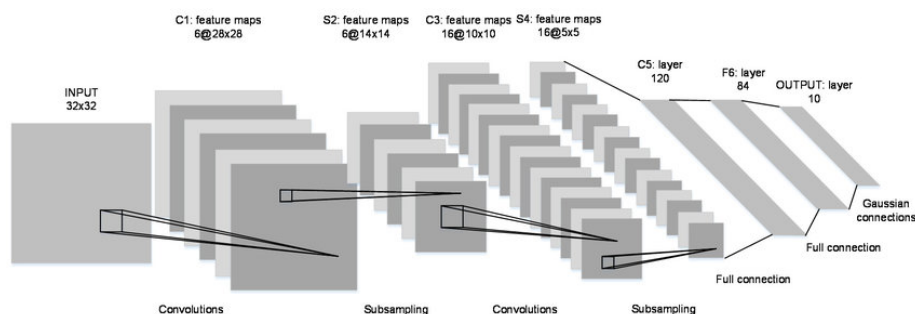 C1: feature maps
6@28x28
S2: feature maps
6@14x14
C3: feature maps
16@10x10
S4: feature maps
16@5x5
INPUT
32x32
C5: layer
120
F6: layer
84
OUTPUT: layer
10
Gaussian
connections
Full connection
Full connection
Convolutions
Subsampling
Convolutions
Subsampling